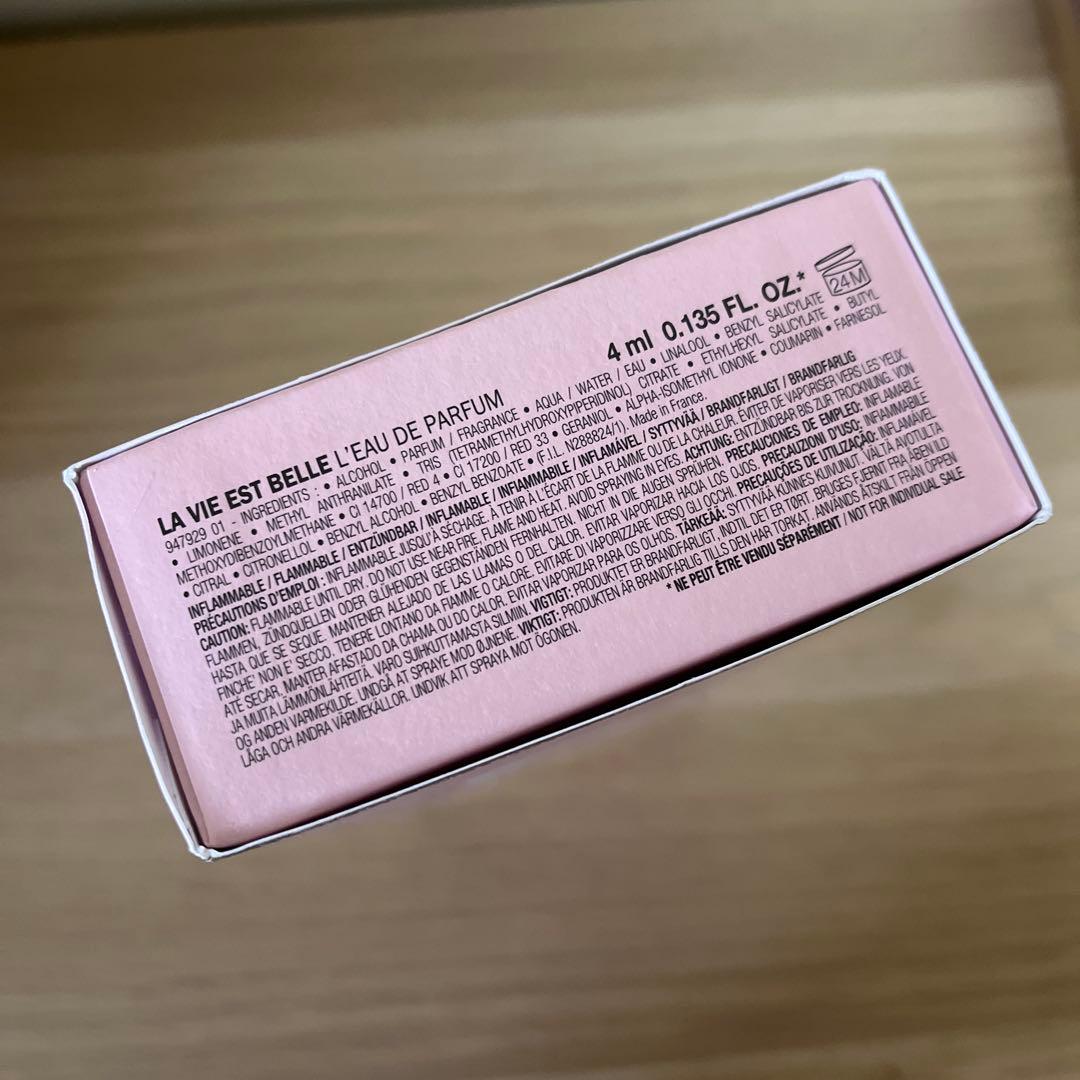 LA VIE EST BELLE L'EAU DE PARFUM 4 ml 0.135 FL. OZ.* 24M
947929 01 - INGREDIENTS : • ALCOHOL • PARFUM / FRAGRANCE • AQUA / WATER / EAU • LINALOOL • BENZYL SALICYLATE
• LIMONENE • METHYL ANTHRANILATE • TRIS (TETRAMETHYLHYDROXYPIPERIDINOL) CITRATE • ETHYLHEXYL SALICYLATE • BUTYL
METHOXYDIBENZOYLMETHANE • CI 14700 / RED 4 • CI 17200 / RED 33 • GERANIOL • ALPHA-ISOMETHYL IONONE • COUMARIN • FARNESOL
• CITRAL • CITRONELLOL • BENZYL ALCOHOL • BENZYL BENZOATE • (F.I.L. N288824/1). Made in France.
INFLAMMABLE / FLAMMABLE / ENTZÜNDBAR / INFLAMABLE / INFIAMMABILE / INFLAMÁVEL / SYTTYVÄÄ / BRANDFARLIGT / BRANDFARLIG
PRÉCAUTIONS D'EMPLOI : INFLAMMABLE JUSQU'À SÉCHAGE. À TENIR À L'ÉCART DE LA FLAMME OU DE LA CHALEUR. ÉVITER DE VAPORISER VERS LES YEUX.
CAUTION: FLAMMABLE UNTIL DRY. DO NOT USE NEAR FIRE, FLAME AND HEAT. AVOID SPRAYING IN EYES. ACHTUNG: ENTZÜNDBAR BIS ZUR TROCKNUNG. VON
FLAMMEN, ZÜNDQUELLEN ODER GLÜHENDEN GEGENSTÄNDEN FERNHALTEN. NICHT IN DIE AUGEN SPRÜHEN. PRECAUCIONES DE EMPLEO: INFLAMABLE
HASTA QUE SE SEQUE. MANTENER ALEJADO DE LAS LLAMAS O DEL CALOR. EVITAR VAPORIZAR HACIA LOS OJOS. PRECAUZIONI D'USO: INFIAMMABILE
FINCHE' NON E' SECCO. TENERE LONTANO DA FIAMME O CALORE. EVITARE DI VAPORIZZARE VERSO GLI OCCHI. PRECAUÇÕES DE UTILIZAÇÃO: INFLAMÁVEL
ATÉ SECAR. MANTER AFASTADO DA CHAMA OU DO CALOR. EVITAR VAPORIZAR PARA OS OLHOS. TÄRKEÄÄ: SYTTYVÄÄ KUNNES KUIVUNUT. VÄLTÄ AVOTULTA
JA MUITA LÄMMÖNLÄHTEITÄ. VARO SUIHKUTTAMASTA SILMIIN. VIGTIGT: PRODUKTET ER BRANDFARLIGT, INDTIL DET ER TØRT. BRUGES FJERNT FRA ÅBEN ILD
OG ANDEN VARMEKILDE. UNDGÅ AT SPRAYE MOD ØJNENE. VIKTIGT: PRODUKTEN ÄR BRANDFARLIG TILLS DEN HAR TORKAT. ANVÄNDS ÅTSKILT FRÅN ÖPPEN
LÅGA OCH ANDRA VÄRMEKÄLLOR. UNDVIK ATT SPRAYA MOT ÖGONEN.
* NE PEUT ÊTRE VENDU SÉPARÉMENT / NOT FOR INDIVIDUAL SALE